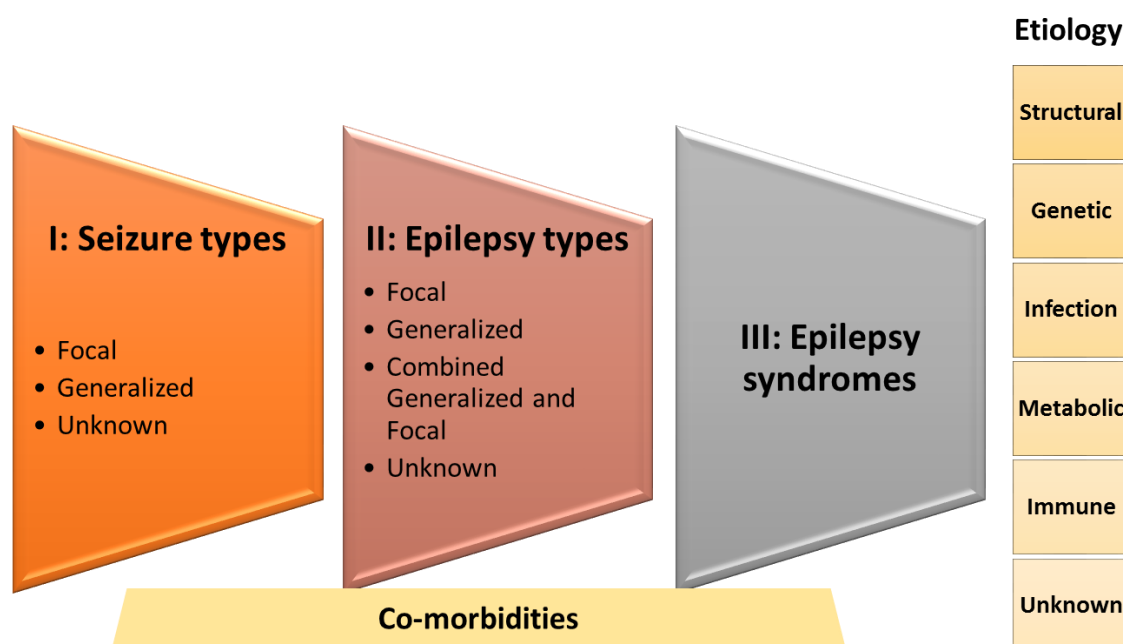 I: Seizure types
• Focal
• Generalized
• Unknown
II: Epilepsy types
• Focal
• Generalized
• Combined
Generalized and
Focal
• Unknown
III: Epilepsy
syndromes
Etiology
Structural
Genetic
Infection
Metabolic
Immune
Unknown
Co-morbidities